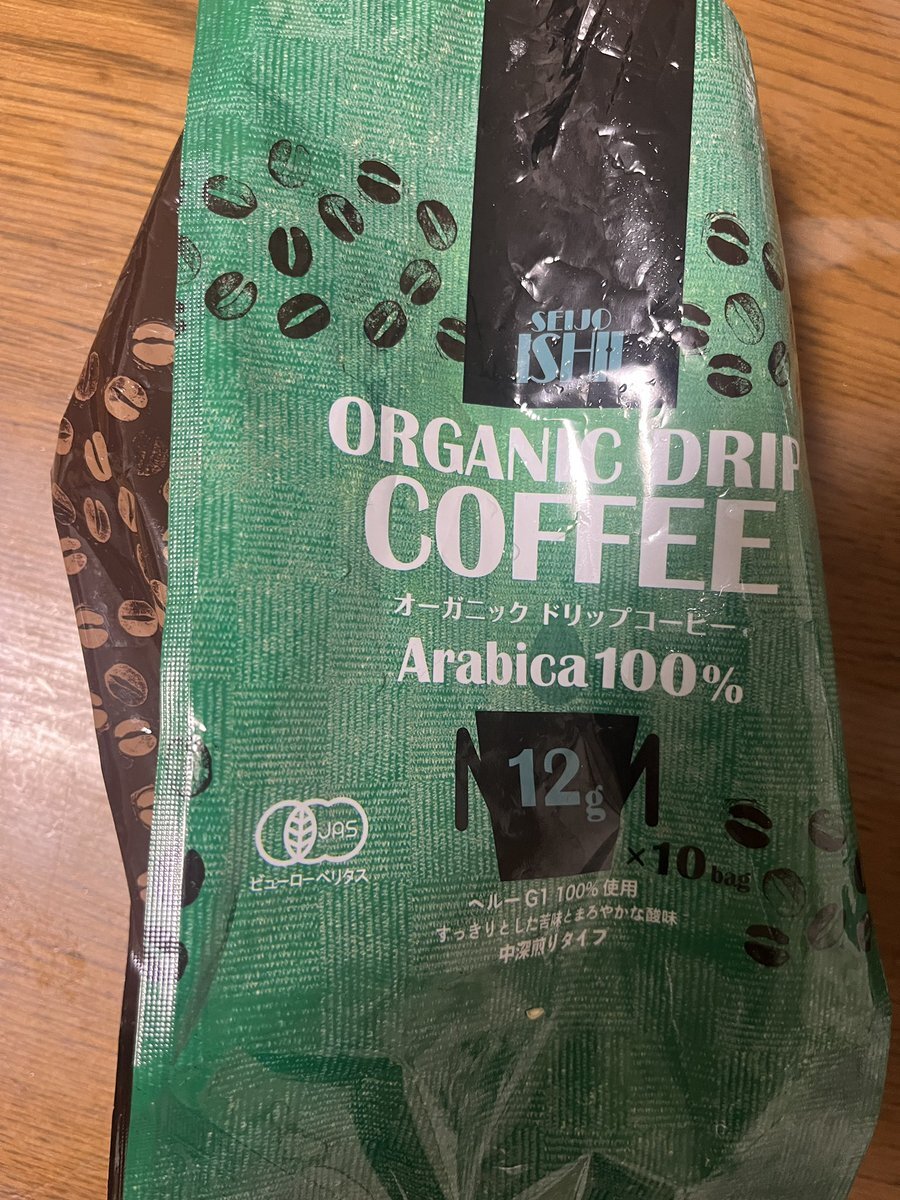 SEIJO
ISHII
ORGANIC DRIP
COFFEE
オーガニック ドリップコーヒー
Arabica100%
12g
×10 bag
JAS
ビューローベリタス
ペルーG1 100%使用
すっきりとした苦味とまろやかな酸味
中深煎りタイプ